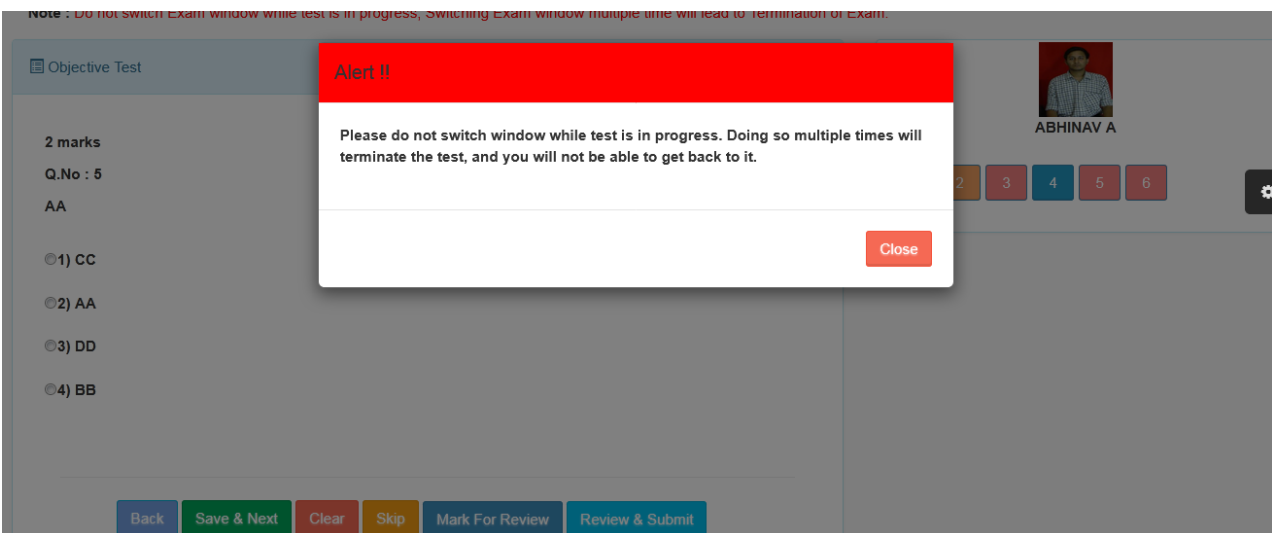 Note : Do not switch Exam window while test is in progress, Switching Exam window multiple time will lead to Termination of Exam.
Objective Test
Alert !!
Please do not switch window while test is in progress. Doing so multiple times will
terminate the test, and you will not be able to get back to it.
Close
2 marks
Q.No : 5
AA
1) CC
2) AA
3) DD
4) BB
Back Save & Next Clear Skip Mark For Review Review & Submit
ABHINAV A
2 3 4 5 6